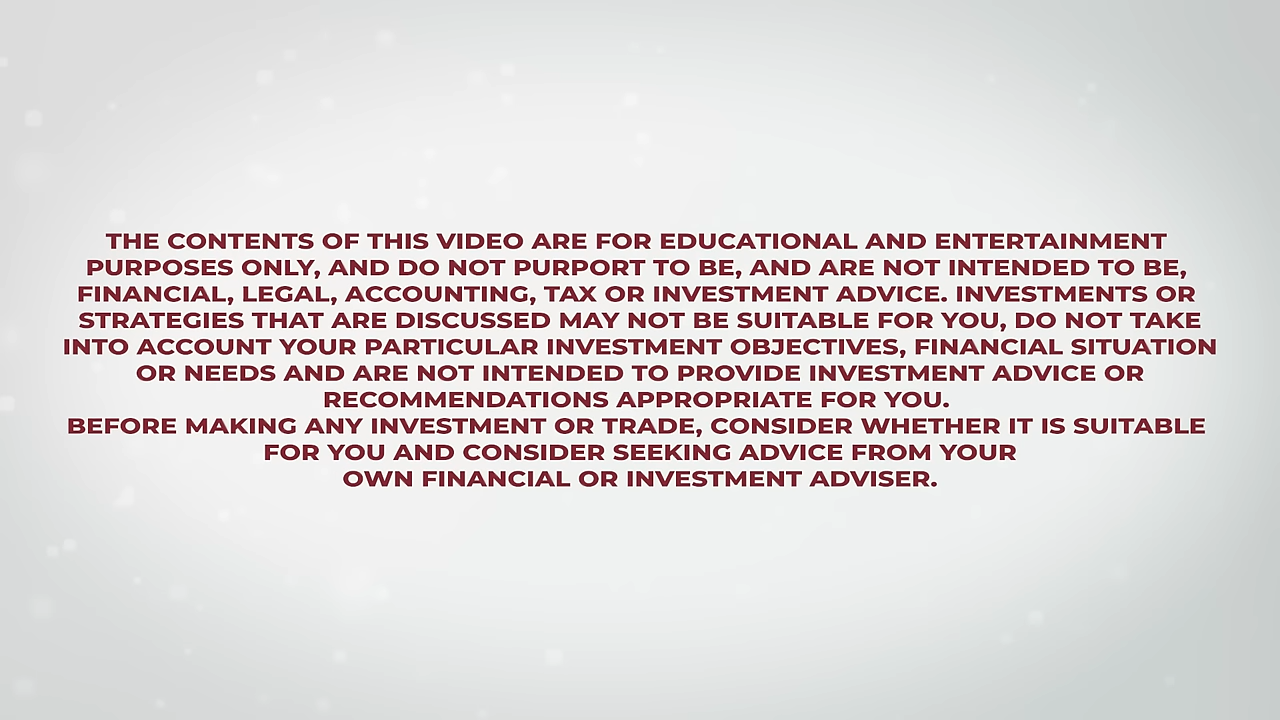 THE CONTENTS OF THIS VIDEO ARE FOR EDUCATIONAL AND ENTERTAINMENT
PURPOSES ONLY, AND DO NOT PURPORT TO BE, AND ARE NOT INTENDED TO BE,
FINANCIAL, LEGAL, ACCOUNTING, TAX OR INVESTMENT ADVICE. INVESTMENTS OR
STRATEGIES THAT ARE DISCUSSED MAY NOT BE SUITABLE FOR YOU, DO NOT TAKE
INTO ACCOUNT YOUR PARTICULAR INVESTMENT OBJECTIVES, FINANCIAL SITUATION
OR NEEDS AND ARE NOT INTENDED TO PROVIDE INVESTMENT ADVICE OR
RECOMMENDATIONS APPROPRIATE FOR YOU.
BEFORE MAKING ANY INVESTMENT OR TRADE, CONSIDER WHETHER IT IS SUITABLE
FOR YOU AND CONSIDER SEEKING ADVICE FROM YOUR
OWN FINANCIAL OR INVESTMENT ADVISER.